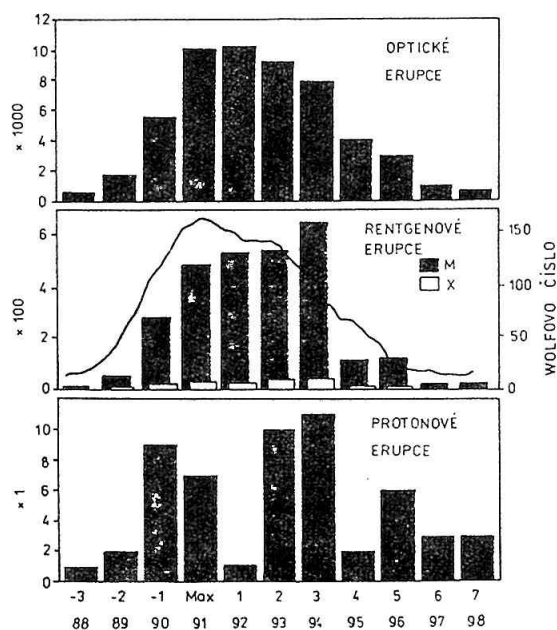 12
10
8
6
4
2
0
× 1000
OPTICKÉ
ERUPCE
6
4
2
0
× 100
RENTGENOVÉ
ERUPCE
M
X
150
100
50
0
WOLFOVO ČÍSLO
10
8
6
4
2
0
× 1
PROTONOVÉ
ERUPCE
-3 -2 -1 Max 1 2 3 4 5 6 7
88 89 90 91 92 93 94 95 96 97 98